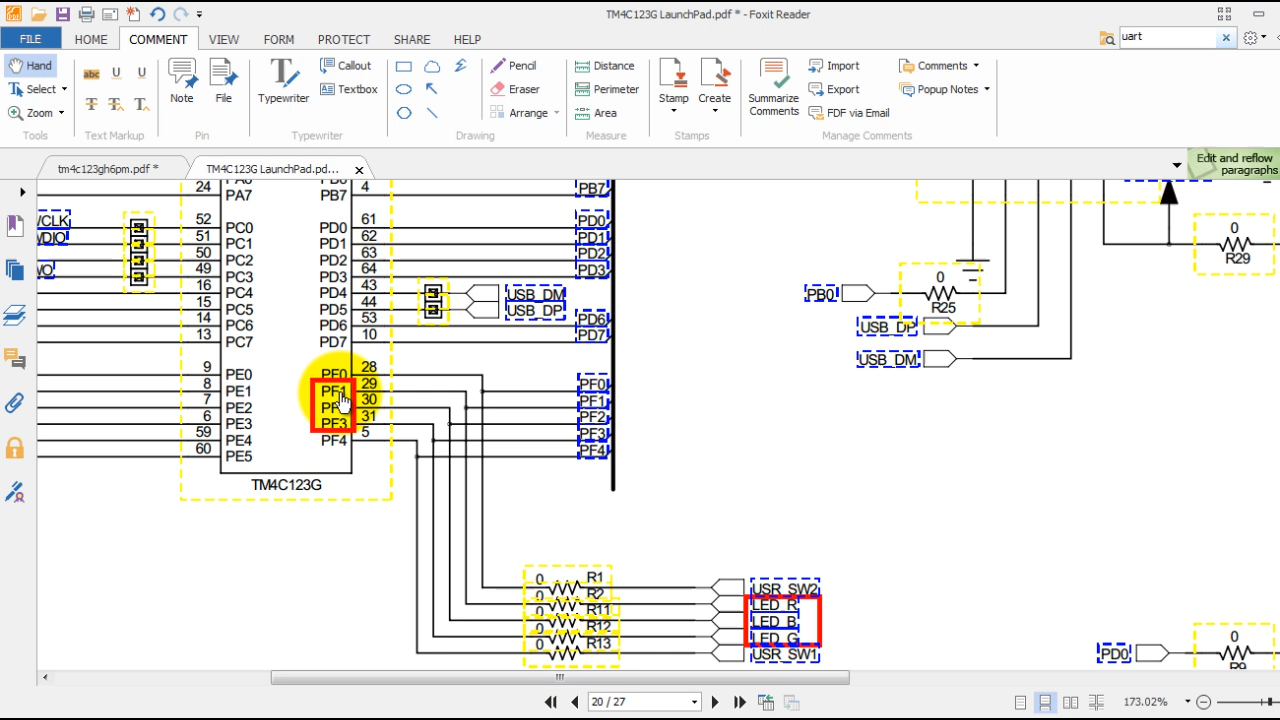 TM4C123G LaunchPad.pdf * - Foxit Reader
FILE HOME COMMENT VIEW FORM PROTECT SHARE HELP
uart
Hand
Select
Zoom
Tools
abc U U
T T T
Text Markup
Note
File
Pin
Typewriter
Callout
Textbox
Typewriter
Pencil
Eraser
Arrange
Drawing
Distance
Perimeter
Area
Measure
Stamp
Create
Stamps
Summarize
Comments
Import
Export
FDF via Email
Comments
Popup Notes
Manage Comments
tm4c123gh6pm.pdf *
TM4C123G LaunchPad.pd...
Edit and reflow
paragraphs
24 PA7 PB7 4 PB7
/CLK 52 PC0 PD0 61 PD0
51 PC1 PD1 62 PD1
50 PC2 PD2 63 PD2
49 PC3 PD3 64 PD3
16 PC4 PD4 43 USB_DM
15 PC5 PD5 44 USB_DP
14 PC6 PD6 53 PD6
13 PC7 PD7 10 PD7
9 PE0 PF0 28 PF0
8 PE1 PF1 29 PF1
7 PE2 30 PF2
6 PE3 PF3 31 PF3
59 PE4 PF4 5 PF4
60 PE5
TM4C123G
0
R29
PB0
0
R25
USB_DP
USB_DM
0 R1 USR_SW2
0 R2 LED_R
0 R11 LED_B
0 R12 LED_G
0 R13 USR_SW1
PD0
0
R9
20 / 27
173.02%